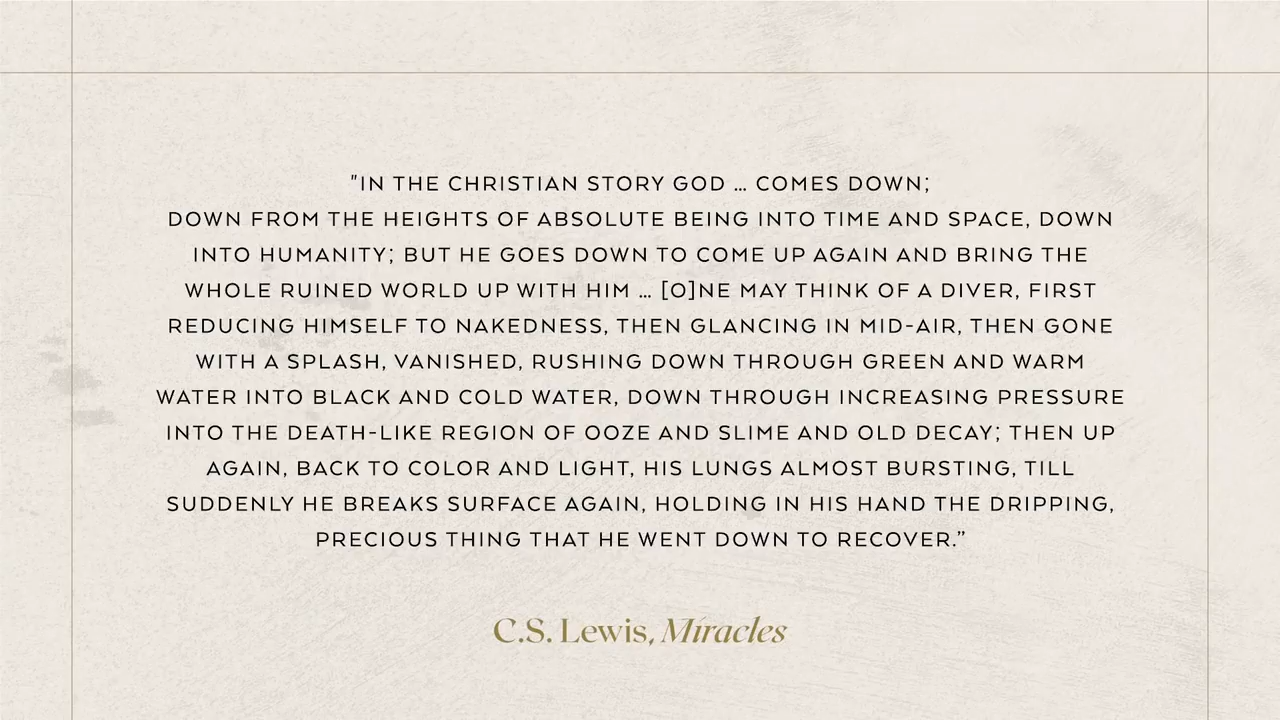 "IN THE CHRISTIAN STORY GOD … COMES DOWN;
DOWN FROM THE HEIGHTS OF ABSOLUTE BEING INTO TIME AND SPACE, DOWN
INTO HUMANITY; BUT HE GOES DOWN TO COME UP AGAIN AND BRING THE
WHOLE RUINED WORLD UP WITH HIM … [O]NE MAY THINK OF A DIVER, FIRST
REDUCING HIMSELF TO NAKEDNESS, THEN GLANCING IN MID-AIR, THEN GONE
WITH A SPLASH, VANISHED, RUSHING DOWN THROUGH GREEN AND WARM
WATER INTO BLACK AND COLD WATER, DOWN THROUGH INCREASING PRESSURE
INTO THE DEATH-LIKE REGION OF OOZE AND SLIME AND OLD DECAY; THEN UP
AGAIN, BACK TO COLOR AND LIGHT, HIS LUNGS ALMOST BURSTING, TILL
SUDDENLY HE BREAKS SURFACE AGAIN, HOLDING IN HIS HAND THE DRIPPING,
PRECIOUS THING THAT HE WENT DOWN TO RECOVER.”
C.S. Lewis, Miracles